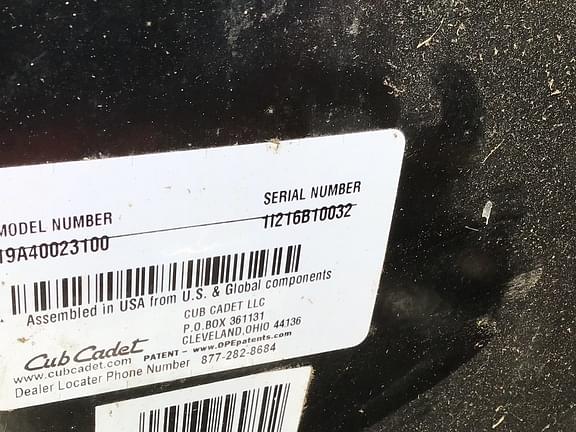 MODEL NUMBER SERIAL NUMBER
19A40023100 1I216B10032
Assembled in USA from U.S. & Global components
CUB CADET LLC
P.O.BOX 361131
CLEVELAND,OHIO 44136
Cub Cadet PATENT - www.OPEpatents.com
www.cubcadet.com
Dealer Locater Phone Number 877-282-8684